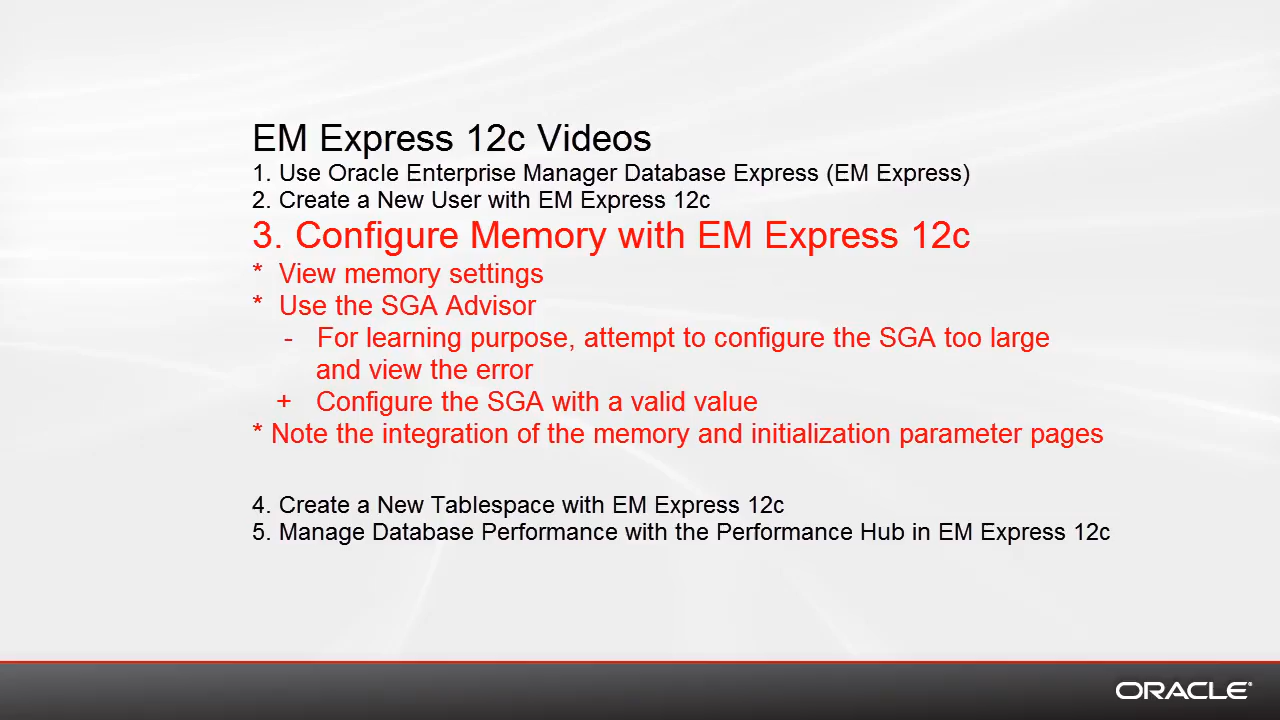 EM Express 12c Videos
1. Use Oracle Enterprise Manager Database Express (EM Express)
2. Create a New User with EM Express 12c
3. Configure Memory with EM Express 12c
* View memory settings
* Use the SGA Advisor
- For learning purpose, attempt to configure the SGA too large
and view the error
+ Configure the SGA with a valid value
* Note the integration of the memory and initialization parameter pages
4. Create a New Tablespace with EM Express 12c
5. Manage Database Performance with the Performance Hub in EM Express 12c
ORACLE®